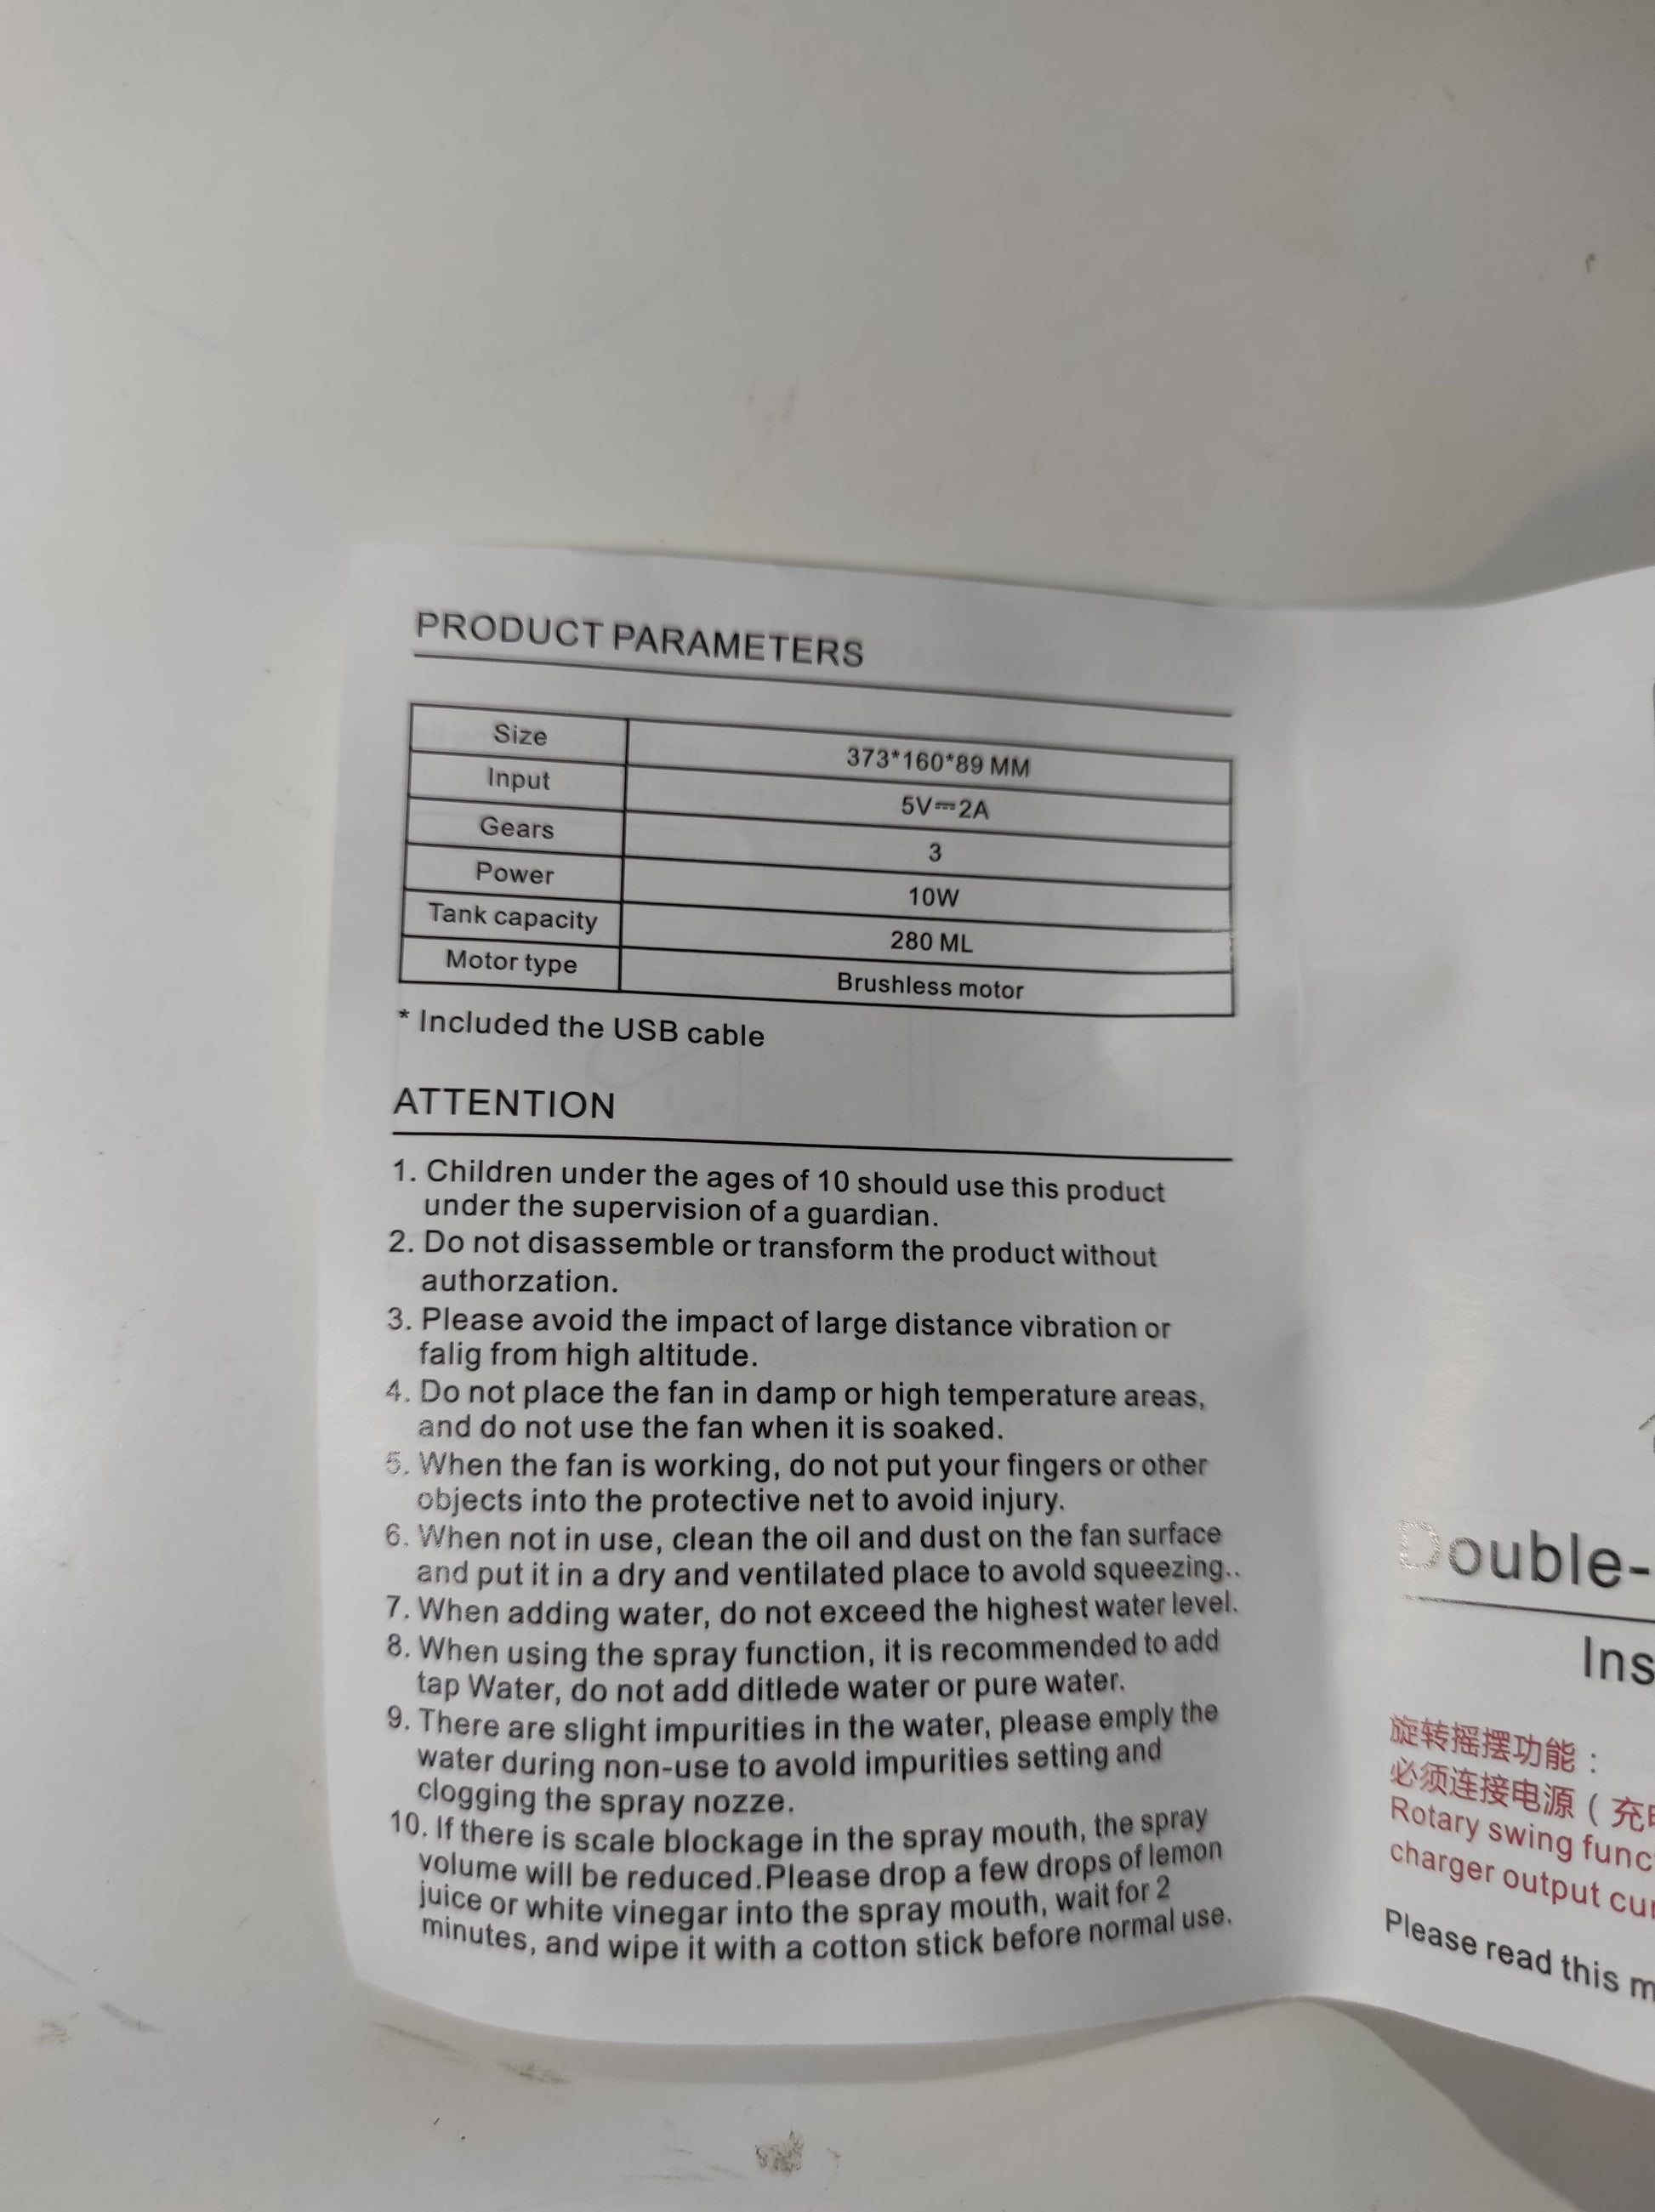 PRODUCT PARAMETERS
Size 373*160*89 MM
Input 5V⎓2A
Gears 3
Power 10W
Tank capacity 280 ML
Motor type Brushless motor
* Included the USB cable
ATTENTION
1. Children under the ages of 10 should use this product
under the supervision of a guardian.
2. Do not disassemble or transform the product without
authorzation.
3. Please avoid the impact of large distance vibration or
falig from high altitude.
4. Do not place the fan in damp or high temperature areas,
and do not use the fan when it is soaked.
5. When the fan is working, do not put your fingers or other
objects into the protective net to avoid injury.
6. When not in use, clean the oil and dust on the fan surface
and put it in a dry and ventilated place to avold squeezing..
7. When adding water, do not exceed the highest water level.
8. When using the spray function, it is recommended to add
tap Water, do not add ditlede water or pure water.
9. There are slight impurities in the water, please emply the
water during non-use to avold impurities setting and
clogging the spray nozze.
10. If there is scale blockage in the spray mouth, the spray
volume will be reduced.Please drop a few drops of lemon
juice or white vinegar into the spray mouth, wait for 2
minutes, and wipe it with a cotton stick before normal use.
Double-
Ins
旋转摇摆功能：
必须连接电源（充
Rotary swing func
charger output cu
Please read this m